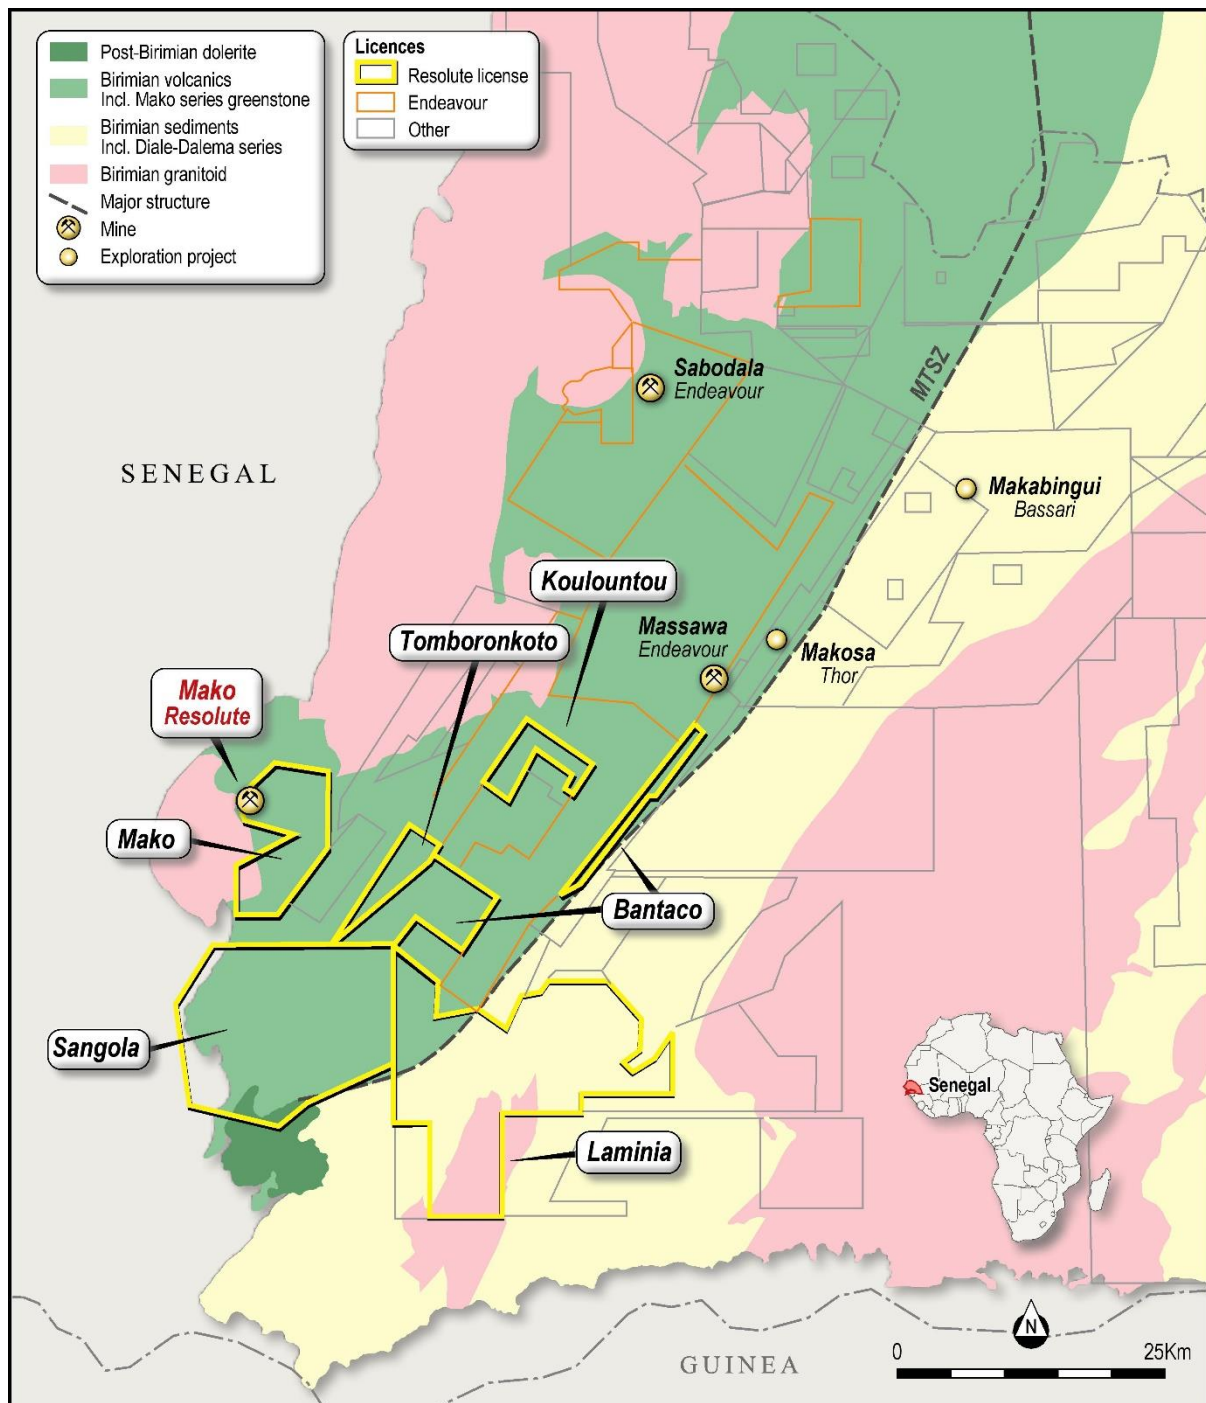 Post-Birimian dolerite
Birimian volcanics
Incl. Mako series greenstone
Birimian sediments
Incl. Diale-Dalema series
Birimian granitoid
Major structure
Mine
Exploration project
Licences
Resolute license
Endeavour
Other
MTSZ
Sabodala
Endeavour
SENEGAL
Makabingui
Bassari
Koulountou
Tomboronkoto
Massawa
Endeavour
Makosa
Thor
Mako
Resolute
Mako
Bantaco
Sangola
Senegal
Laminia
N
GUINEA
0
25Km